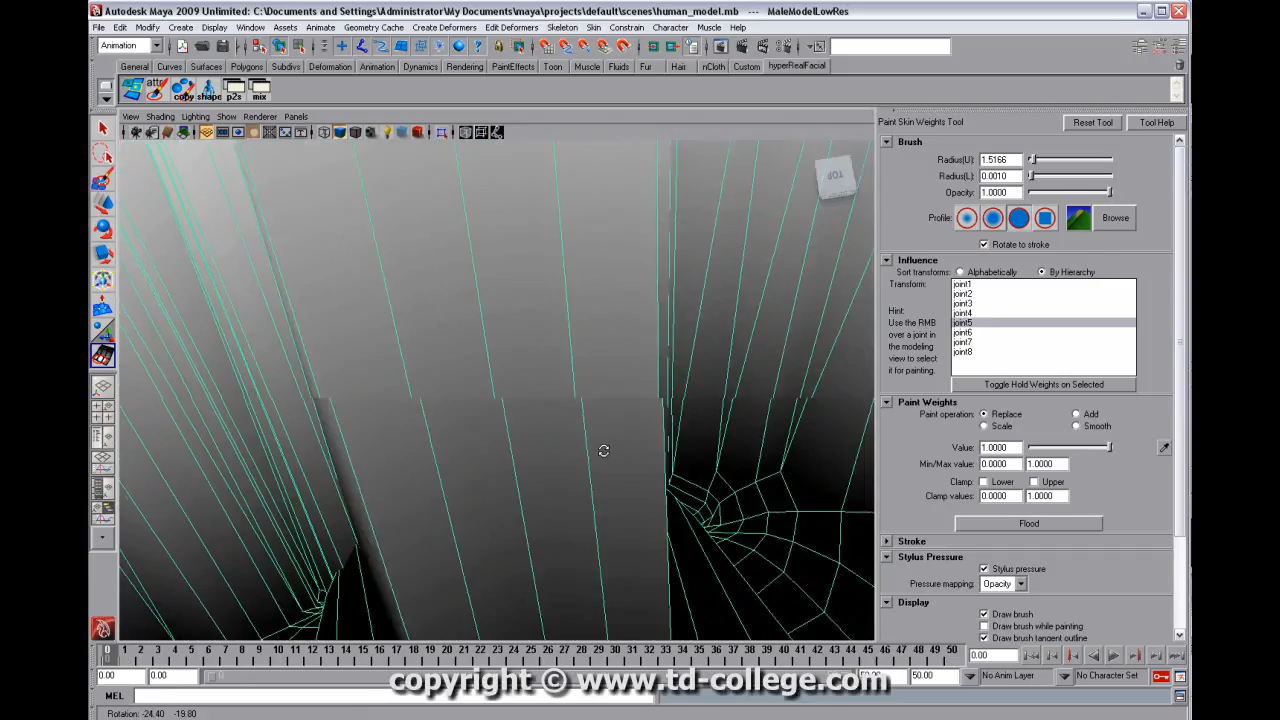 Autodesk Maya 2009 Unlimited: C:\Documents and Settings\Administrator\My Documents\maya\projects\default\scenes\human_model.mb --- MaleModelLowRes
File Edit Modify Create Display Window Assets Animate Geometry Cache Create Deformers Edit Deformers Skeleton Skin Constrain Character Muscle Help
Animation
General Curves Surfaces Polygons Subdivs Deformation Animation Dynamics Rendering PaintEffects Toon Muscle Fluids Fur Hair nCloth Custom hyperRealFacial
attr
copy shape p2s mix
View Shading Lighting Show Renderer Panels
TOP
Paint Skin Weights Tool
Reset Tool Tool Help
Brush
Radius(U): 1.5166
Radius(L): 0.0010
Opacity: 1.0000
Profile: Browse
Rotate to stroke
Influence
Sort transforms: Alphabetically By Hierarchy
Transform:
joint1
joint2
joint3
joint4
joint5
joint6
joint7
joint8
Hint:
Use the RMB
over a joint in
the modeling
view to select
it for painting.
Toggle Hold Weights on Selected
Paint Weights
Paint operation: Replace Add
Scale Smooth
Value: 1.0000
Min/Max value: 0.0000 1.0000
Clamp: Lower Upper
Clamp values: 0.0000 1.0000
Flood
Stroke
Stylus Pressure
Stylus pressure
Pressure mapping: Opacity
Display
Draw brush
Draw brush while painting
Draw brush tangent outline
0 1 2 3 4 5 6 7 8 9 10 11 12 13 14 15 16 17 18 19 20 21 22 23 24 25 26 27 28 29 30 31 32 33 34 35 36 37 38 39 40 41 42 43 44 45 46 47 48 49 50 0.00
0.00 0.00 50.00 No Anim Layer No Character Set
copyright © www.td-college.com
MEL
Rotation: -24.40 -19.80